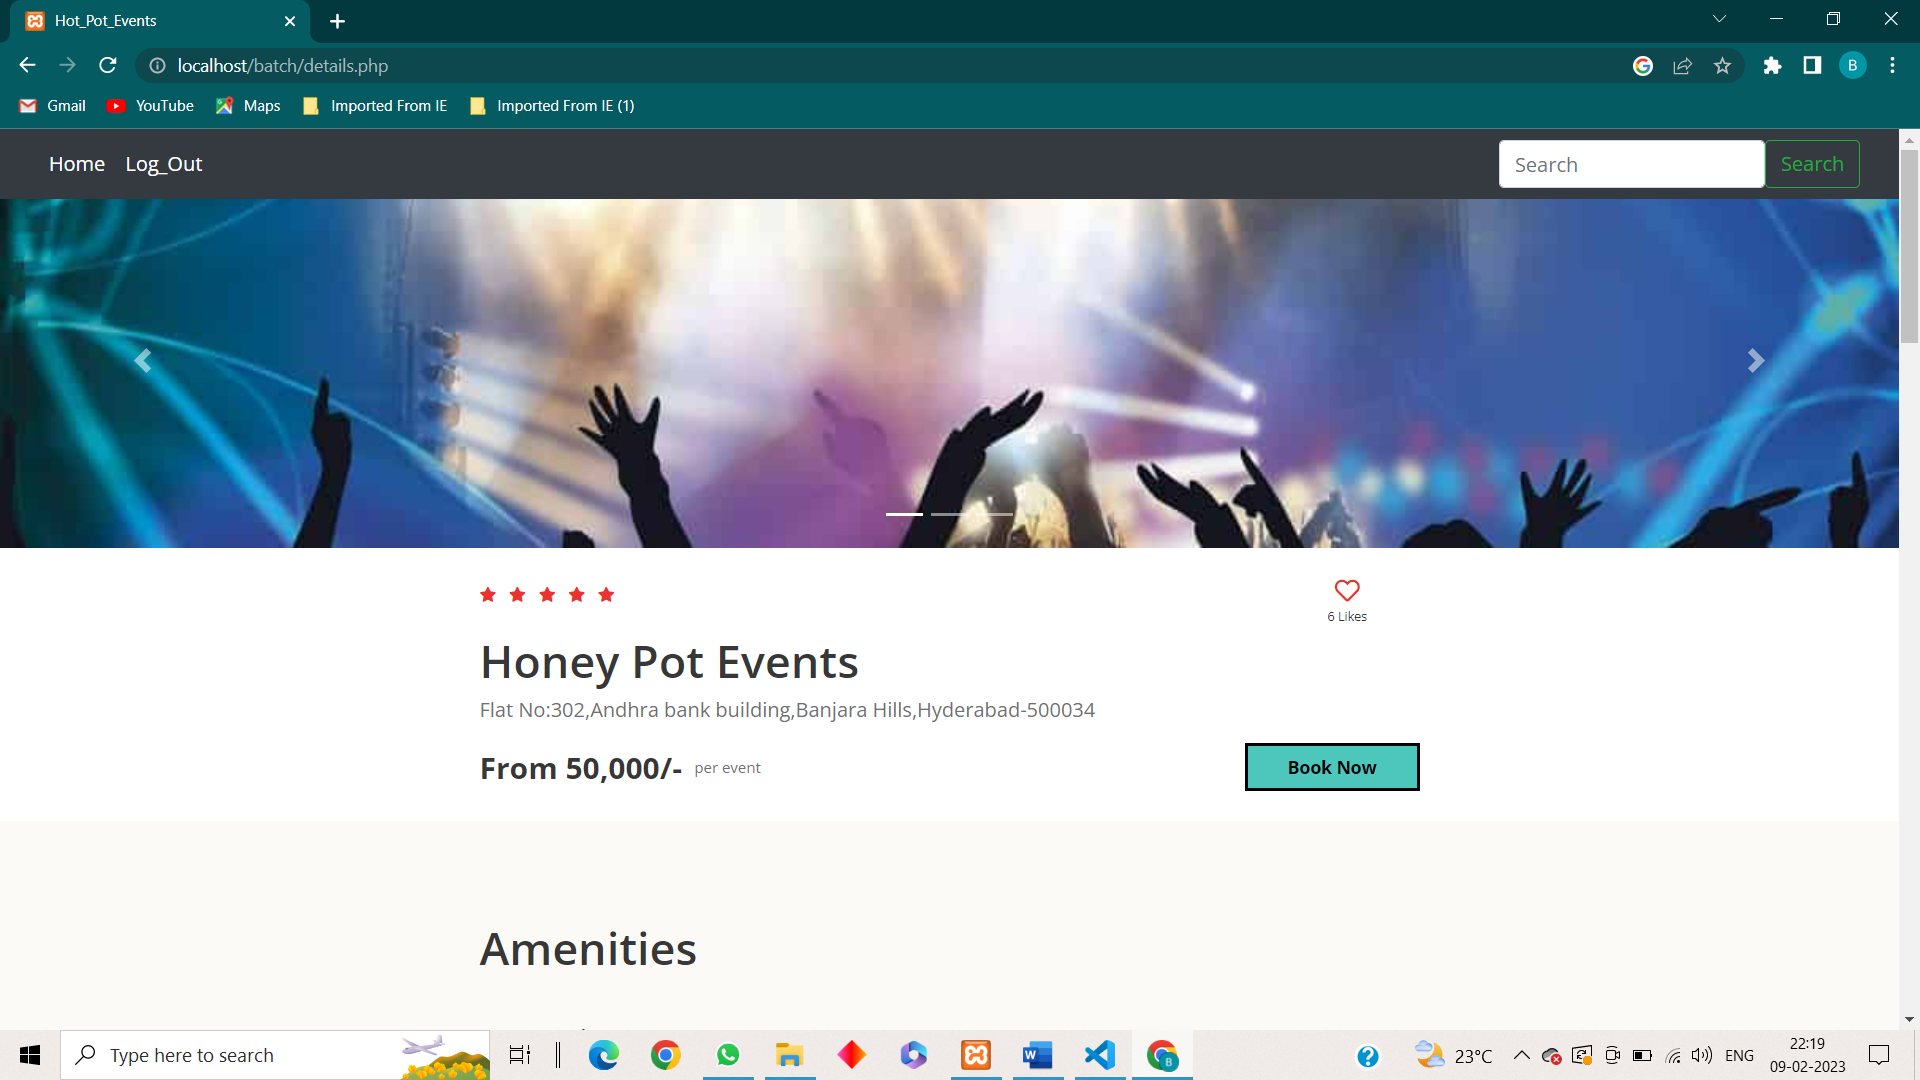 Hot_Pot_Events
localhost/batch/details.php
B
Gmail YouTube Maps Imported From IE Imported From IE (1)
Home Log_Out Search Search
6 Likes
Honey Pot Events
Flat No:302,Andhra bank building,Banjara Hills,Hyderabad-500034
From 50,000/- per event Book Now
Amenities
Type here to search
23°C ENG
22:19
09-02-2023